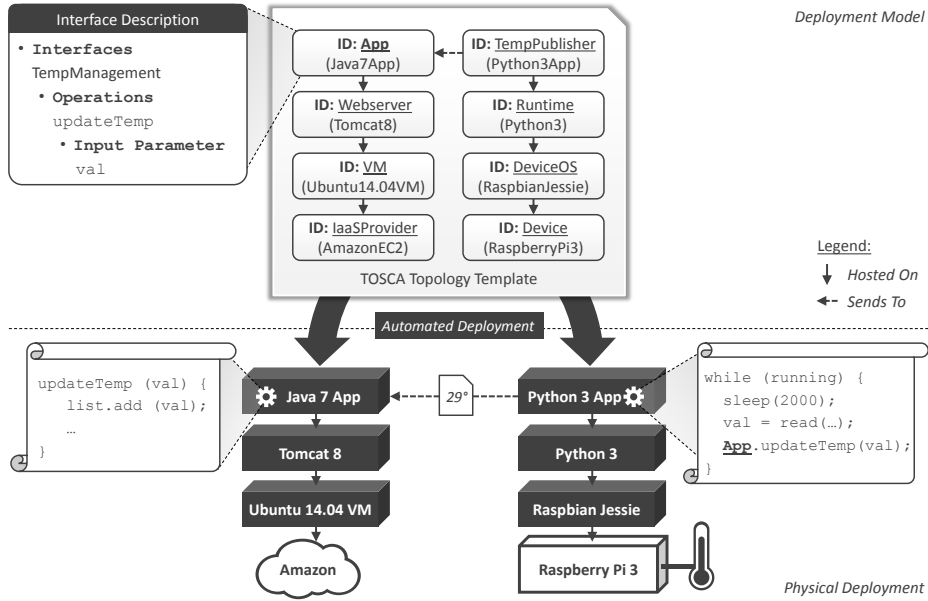 Interface Description
• Interfaces
TempManagement
• Operations
updateTemp
• Input Parameter
val
Deployment Model
ID: App
(Java7App)
ID: TempPublisher
(Python3App)
ID: Webserver
(Tomcat8)
ID: Runtime
(Python3)
ID: VM
(Ubuntu14.04VM)
ID: DeviceOS
(RaspbianJessie)
ID: IaaSProvider
(AmazonEC2)
ID: Device
(RaspberryPi3)
TOSCA Topology Template
Legend:
Hosted On
Sends To
Automated Deployment
updateTemp (val) {
list.add (val);
…
}
Java 7 App
29°
Python 3 App
while (running) {
sleep(2000);
val = read(…);
App.updateTemp(val);
}
Tomcat 8
Python 3
Ubuntu 14.04 VM
Raspbian Jessie
Amazon
Raspberry Pi 3
Physical Deployment